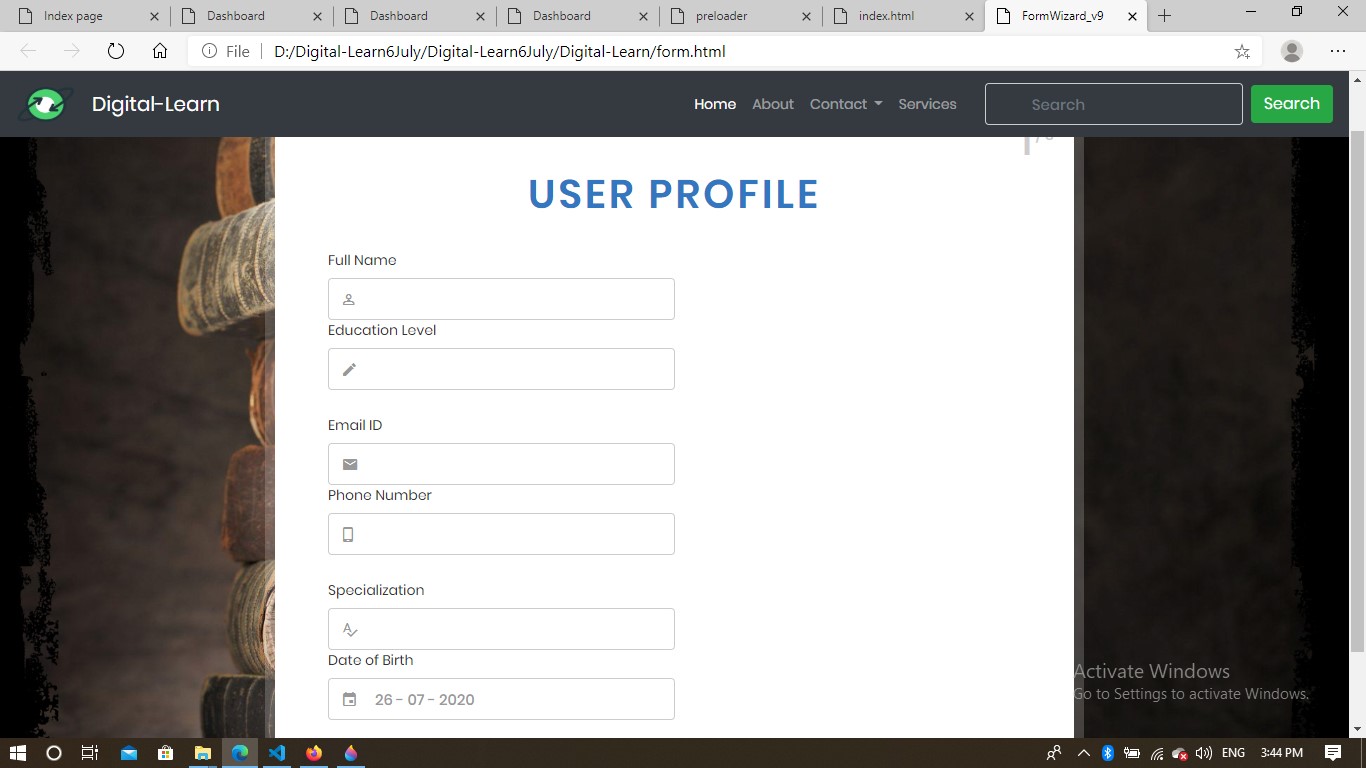 Index page
Dashboard
Dashboard
Dashboard
preloader
index.html
FormWizard_v9
File
D:/Digital-Learn6July/Digital-Learn6July/Digital-Learn/form.html
Digital-Learn
Home
About
Contact
Services
Search
Search
USER PROFILE
Full Name
Education Level
Email ID
Phone Number
Specialization
Date of Birth
26 - 07 - 2020
Activate Windows
Go to Settings to activate Windows.
ENG
3:44 PM